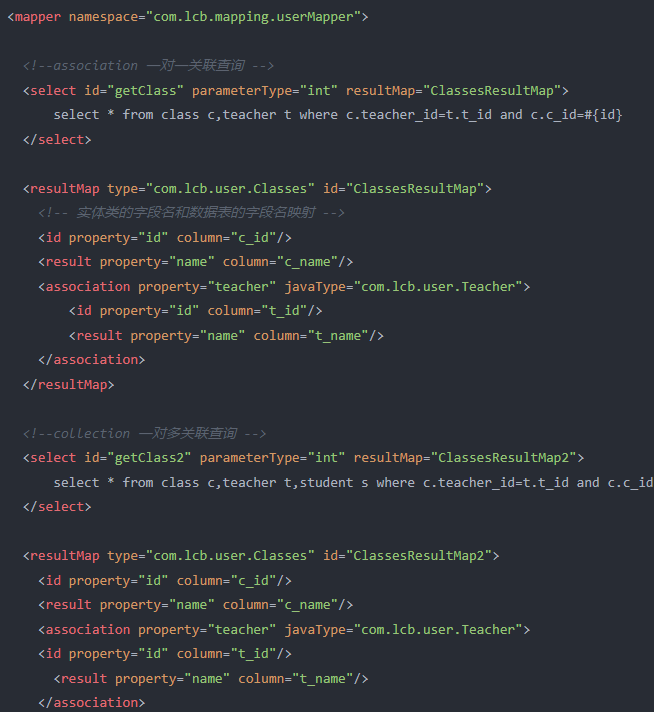 <mapper namespace="com.lcb.mapping.userMapper">
<!--association 一对一关联查询 -->
<select id="getClass" parameterType="int" resultMap="ClassesResultMap">
select * from class c,teacher t where c.teacher_id=t.t_id and c.c_id=#{id}
</select>
<resultMap type="com.lcb.user.Classes" id="ClassesResultMap">
<!-- 实体类的字段名和数据表的字段名映射 -->
<id property="id" column="c_id"/>
<result property="name" column="c_name"/>
<association property="teacher" javaType="com.lcb.user.Teacher">
<id property="id" column="t_id"/>
<result property="name" column="t_name"/>
</association>
</resultMap>
<!--collection 一对多关联查询 -->
<select id="getClass2" parameterType="int" resultMap="ClassesResultMap2">
select * from class c,teacher t,student s where c.teacher_id=t.t_id and c.c_id
</select>
<resultMap type="com.lcb.user.Classes" id="ClassesResultMap2">
<id property="id" column="c_id"/>
<result property="name" column="c_name"/>
<association property="teacher" javaType="com.lcb.user.Teacher">
<id property="id" column="t_id"/>
<result property="name" column="t_name"/>
</association>